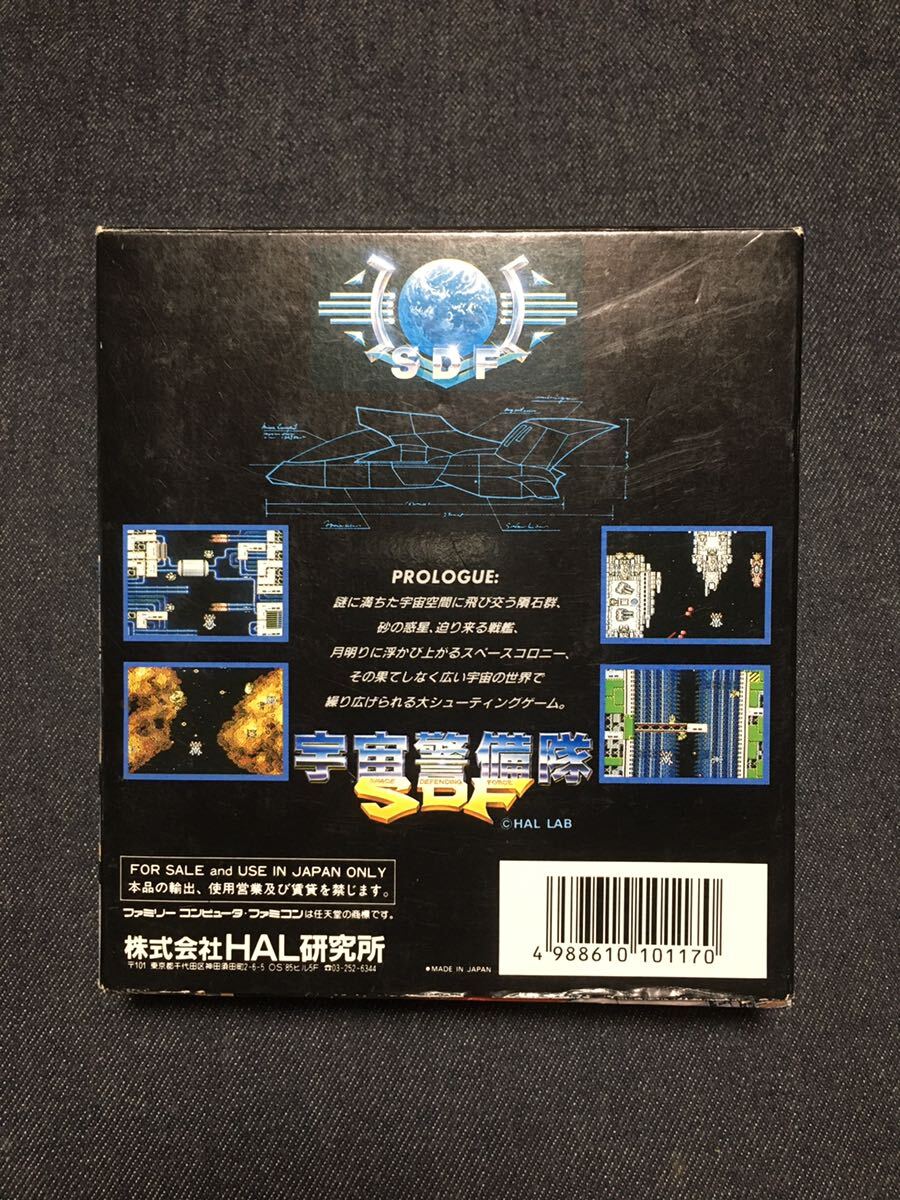 SDF
PROLOGUE:
謎に満ちた宇宙空間に飛び交う隕石群、
砂の惑星、迫り来る戦艦、
月明りに浮かび上がるスペースコロニー、
その果てしなく広い宇宙の世界で
繰り広げられる大シューティングゲーム。
宇宙警備隊
SPACE DEFENDING FORCE
SDF
©HAL LAB
FOR SALE and USE IN JAPAN ONLY
本品の輸出、使用営業及び賃貸を禁じます。
ファミリーコンピュータ・ファミコンは任天堂の商標です。
株式会社HAL研究所
〒101 東京都千代田区神田須田町2-6-5 OS'85ビル5F ☎03-252-6344
●MADE IN JAPAN
4 988610 101170